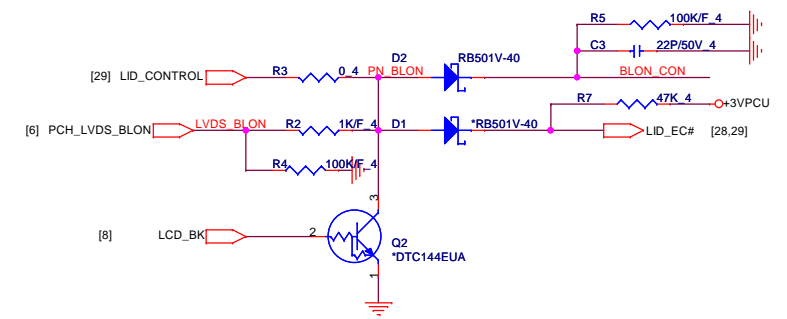 R5 100K/F_4
C3 22P/50V_4
D2 RB501V-40
[29] LID_CONTROL R3 0_4 PN_BLON BLON_CON
R7 47K_4 +3VPCU
[6] PCH_LVDS_BLON LVDS_BLON R2 1K/F_4 D1 *RB501V-40 LID_EC# [28,29]
R4 100K/F_4
3
[8] LCD_BK 2 Q2
*DTC144EUA
1